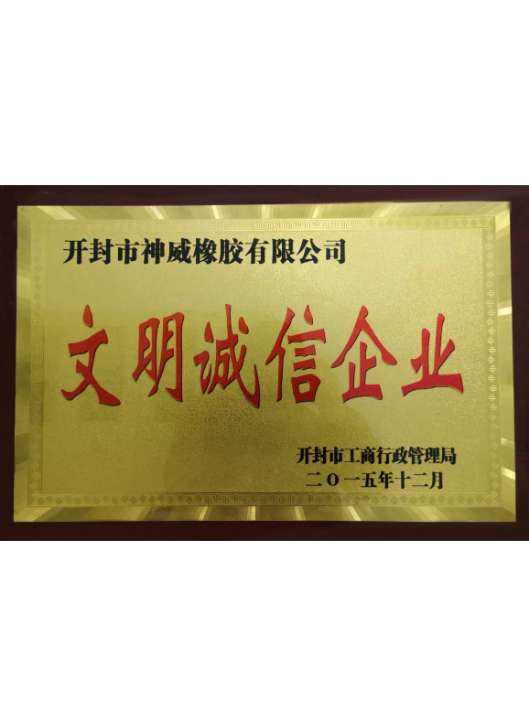 开封市神威橡胶有限公司
文明诚信企业
开封市工商行政管理局
二〇一五年十二月